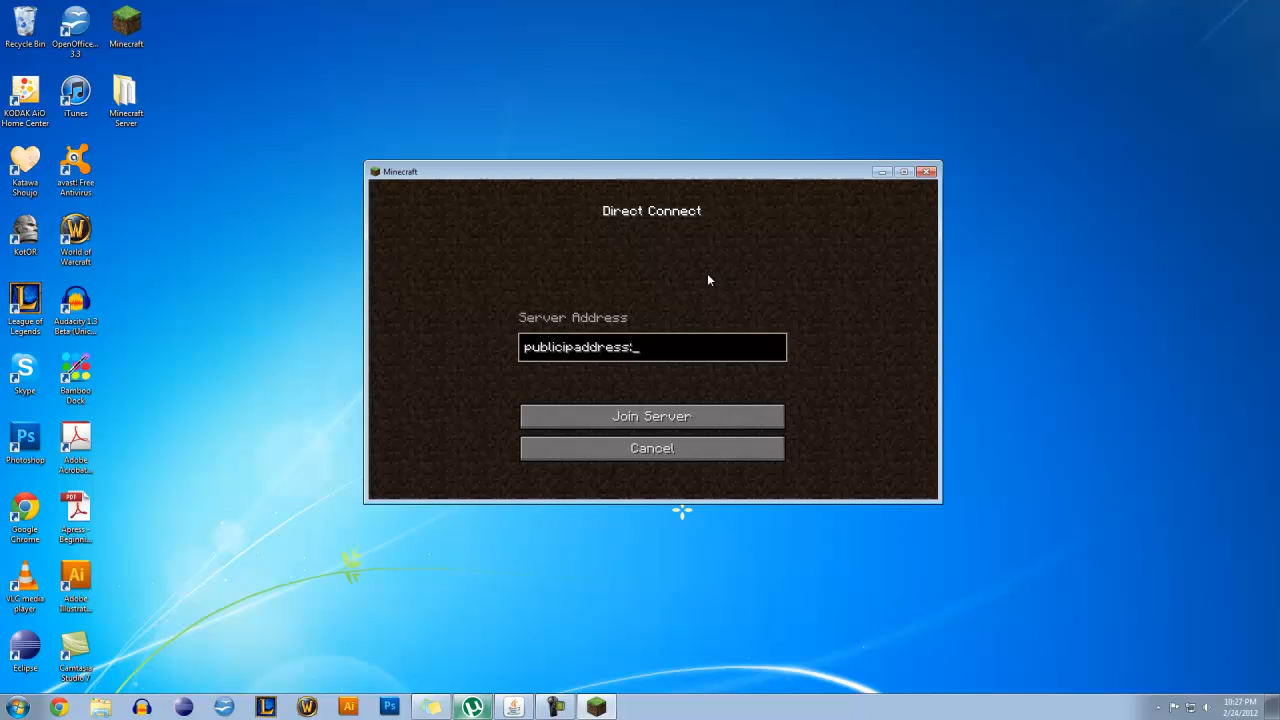 Recycle Bin
OpenOffice...
3.3
Minecraft
KODAK AiO
Home Center
iTunes
Minecraft
Server
Katawa
Shoujo
avast! Free
Antivirus
KotOR
World of
Warcraft
League of
Legends
Audacity 1.3
Beta (Unic...
Skype
Bamboo
Dock
Photoshop
Adobe
Acrobat...
Google
Chrome
Apress -
Beginni...
VLC media
player
Adobe
Illustrat...
Eclipse
Camtasia
Studio 7
Minecraft
Direct Connect
Server Address
publicipaddress:_
Join Server
Cancel
10:27 PM
2/24/2012